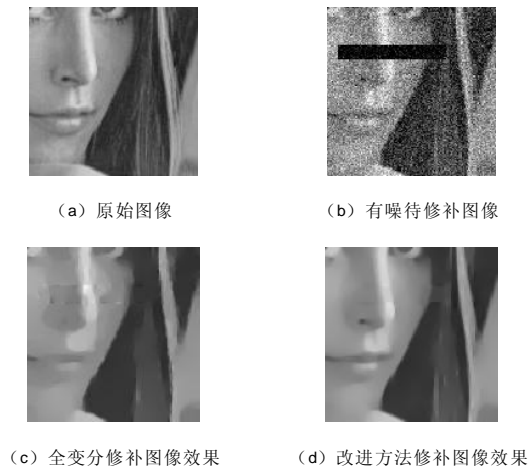 （a）原始图像
（b）有噪待修补图像
（c）全变分修补图像效果
（d）改进方法修补图像效果